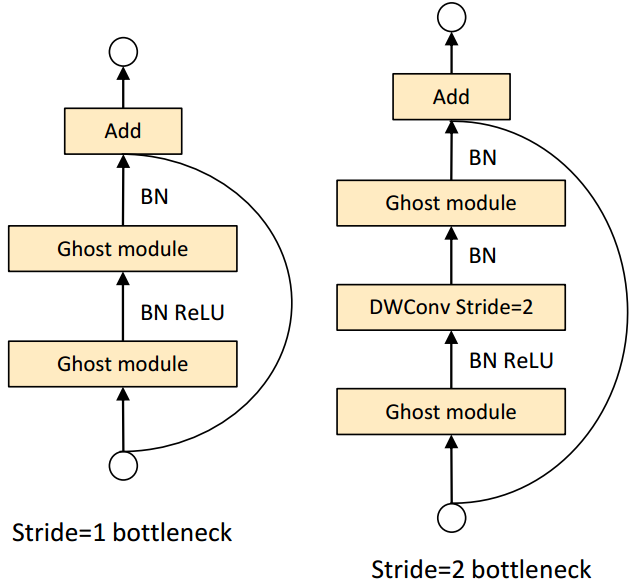 Add
BN
Ghost module
BN ReLU
Ghost module
Stride=1 bottleneck
Add
BN
Ghost module
BN
DWConv Stride=2
BN ReLU
Ghost module
Stride=2 bottleneck